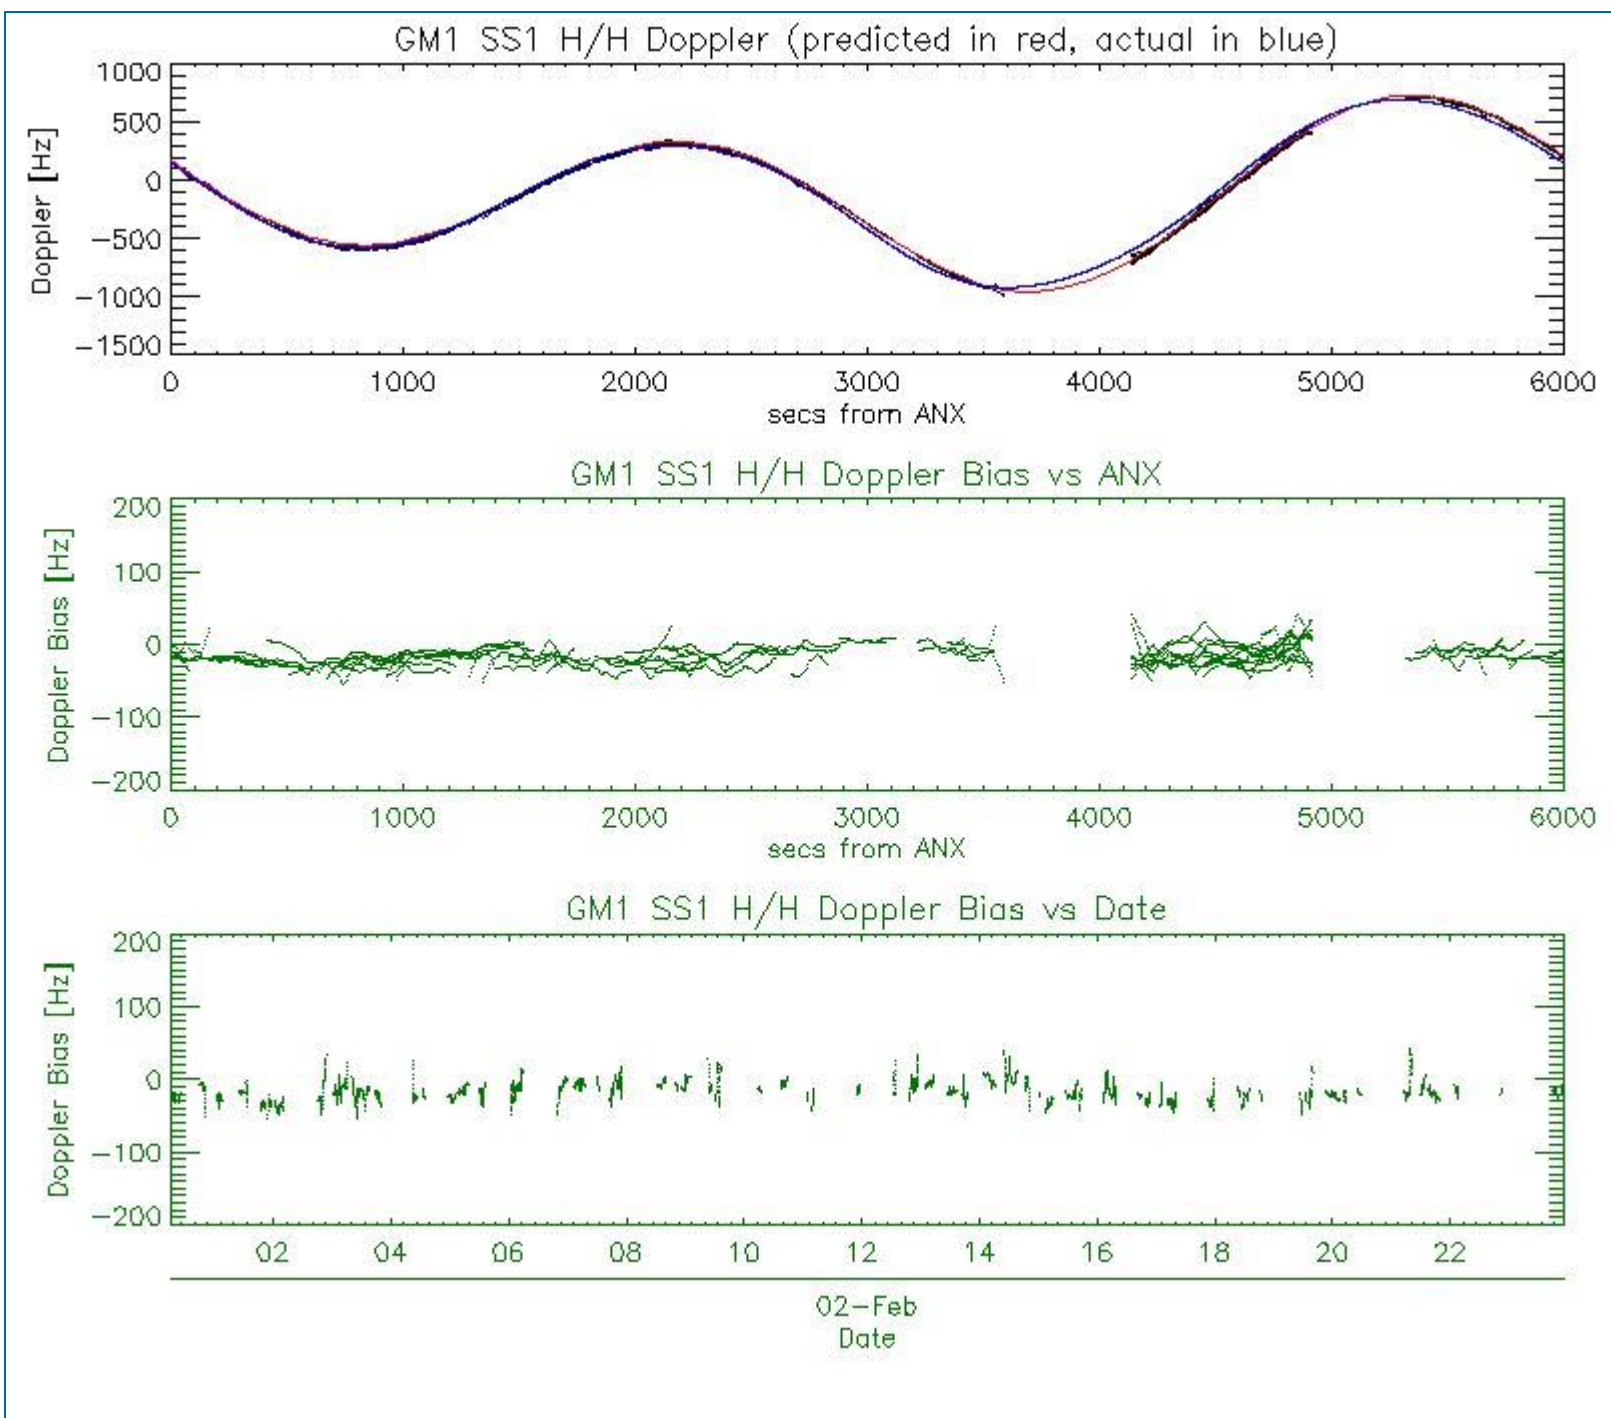 GM1 SS1 H/H Doppler (predicted in red, actual in blue)
1000
500
0
−500
−1000
−1500
Doppler [Hz]
0 1000 2000 3000 4000 5000 6000
secs from ANX
GM1 SS1 H/H Doppler Bias vs ANX
200
100
0
−100
−200
Doppler Bias [Hz]
0 1000 2000 3000 4000 5000 6000
secs from ANX
GM1 SS1 H/H Doppler Bias vs Date
200
100
0
−100
−200
Doppler Bias [Hz]
02 04 06 08 10 12 14 16 18 20 22
02−Feb
Date